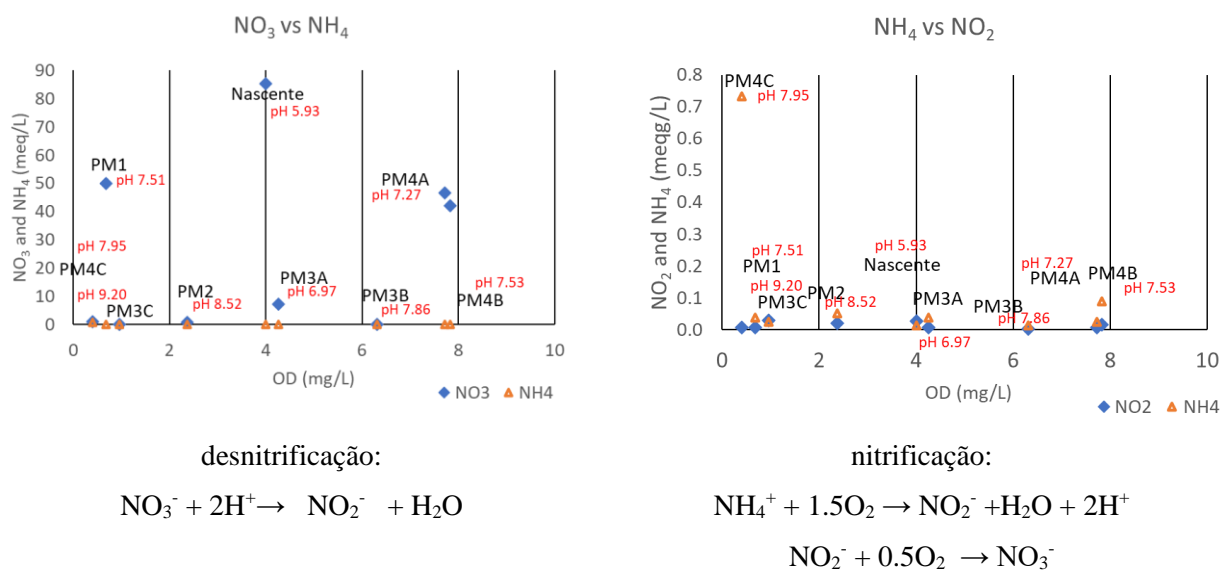 NO₃ vs NH₄
NO₃ and NH₄ (meq/L)
90
80
70
60
50
40
30
20
10
0
Nascente
pH 5.93
PM1
pH 7.51
PM4A
pH 7.27
pH 7.95
PM4C
pH 9.20
PM3C
PM2
pH 8.52
PM3A
pH 6.97
PM3B
pH 7.86
pH 7.53
PM4B
0 2 4 6 8 10
OD (mg/L)
NO3 NH4
NH₄ vs NO₂
NO₂ and NH₄ (meqg/L)
0.8
0.7
0.6
0.5
0.4
0.3
0.2
0.1
0.0
PM4C
pH 7.95
pH 7.51
PM1
pH 9.20
PM3C
PM2
pH 8.52
pH 5.93
Nascente
PM3A
pH 6.97
PM3B
pH 7.86
pH 7.27
PM4A
PM4B
pH 7.53
0 2 4 6 8 10
OD (mg/L)
NO2 NH4
desnitrificação:
NO₃⁻ + 2H⁺→ NO₂⁻ + H₂O
nitrificação:
NH₄⁺ + 1.5O₂ → NO₂⁻ +H₂O + 2H⁺
NO₂⁻ + 0.5O₂ → NO₃⁻